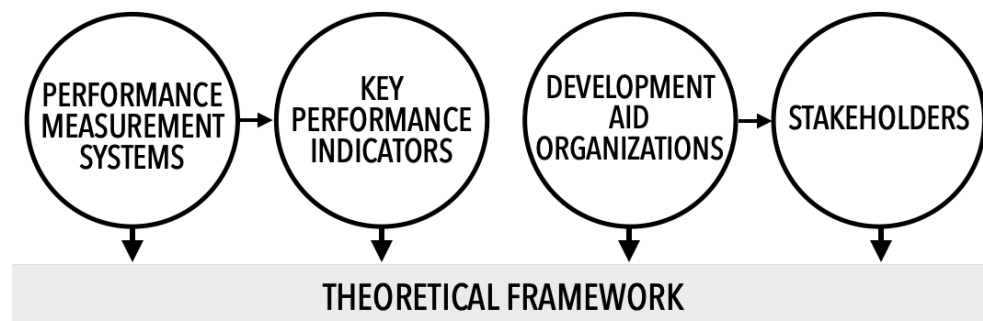 PERFORMANCE
MEASUREMENT
SYSTEMS
KEY
PERFORMANCE
INDICATORS
DEVELOPMENT
AID
ORGANIZATIONS
STAKEHOLDERS
THEORETICAL FRAMEWORK